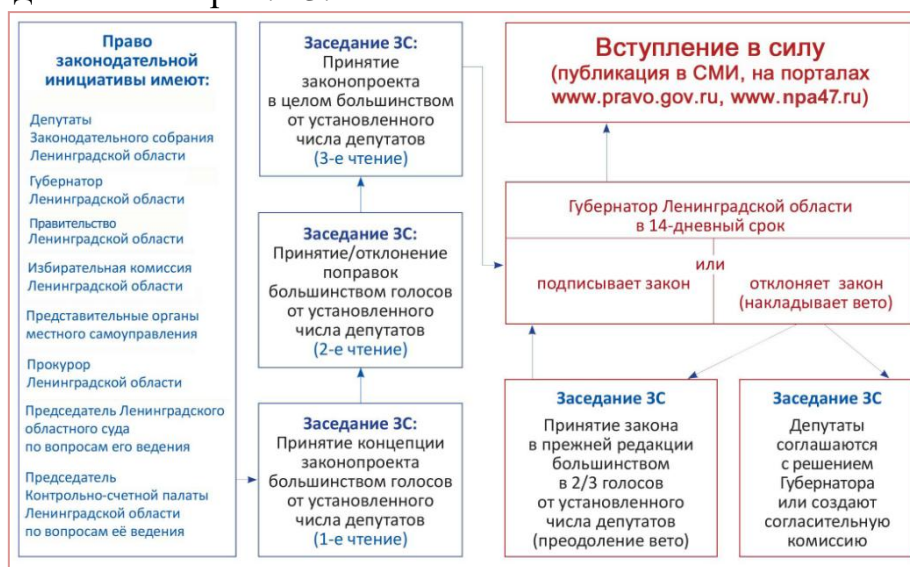 Право
законодательной
инициативы имеют:
Депутаты
Законодательного собрания
Ленинградской области
Губернатор
Ленинградской области
Правительство
Ленинградской области
Избирательная комиссия
Ленинградской области
Представительные органы
местного самоуправления
Прокурор
Ленинградской области
Председатель Ленинградского
областного суда
по вопросам его ведения
Председатель
Контрольно-счетной палаты
Ленинградской области
по вопросам её ведения
Заседание ЗС:
Принятие
законопроекта
в целом большинством
от установленного
числа депутатов
(3-е чтение)
Заседание ЗС:
Принятие/отклонение
поправок
большинством голосов
от установленного
числа депутатов
(2-е чтение)
Заседание ЗС:
Принятие концепции
законопроекта
большинством голосов
от установленного
числа депутатов
(1-е чтение)
Вступление в силу
(публикация в СМИ, на порталах
www.pravo.gov.ru, www.npa47.ru)
Губернатор Ленинградской области
в 14-дневный срок
или
подписывает закон
отклоняет закон
(накладывает вето)
Заседание ЗС
Принятие закона
в прежней редакции
большинством
в 2/3 голосов
от установленного
числа депутатов
(преодоление вето)
Заседание ЗС
Депутаты
соглашаются
с решением
Губернатора
или создают
согласительную
комиссию